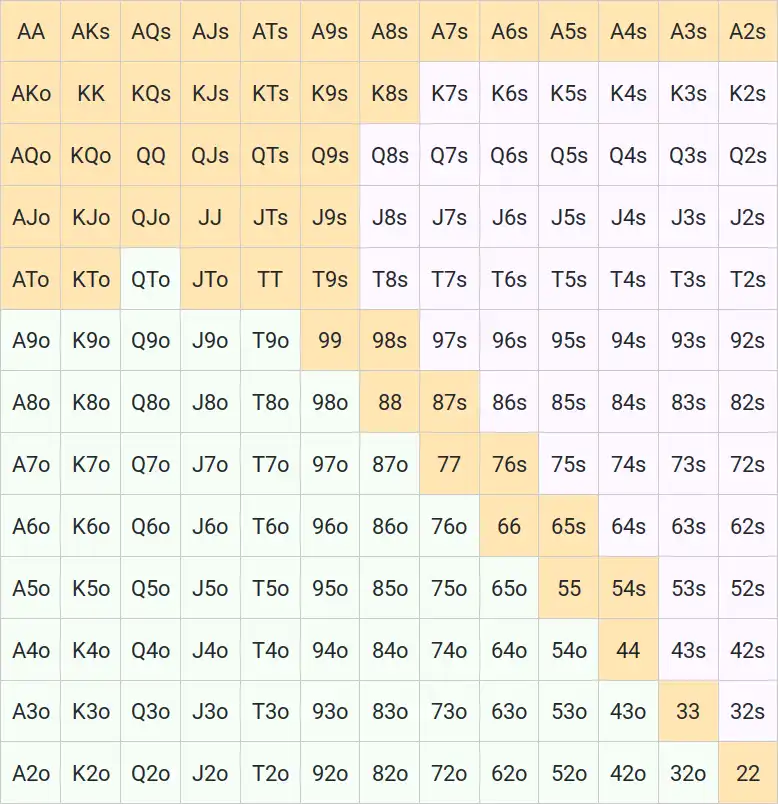 AA AKs AQs AJs ATs A9s A8s A7s A6s A5s A4s A3s A2s
AKo KK KQs KJs KTs K9s K8s K7s K6s K5s K4s K3s K2s
AQo KQo QQ QJs QTs Q9s Q8s Q7s Q6s Q5s Q4s Q3s Q2s
AJo KJo QJo JJ JTs J9s J8s J7s J6s J5s J4s J3s J2s
ATo KTo QTo JTo TT T9s T8s T7s T6s T5s T4s T3s T2s
A9o K9o Q9o J9o T9o 99 98s 97s 96s 95s 94s 93s 92s
A8o K8o Q8o J8o T8o 98o 88 87s 86s 85s 84s 83s 82s
A7o K7o Q7o J7o T7o 97o 87o 77 76s 75s 74s 73s 72s
A6o K6o Q6o J6o T6o 96o 86o 76o 66 65s 64s 63s 62s
A5o K5o Q5o J5o T5o 95o 85o 75o 65o 55 54s 53s 52s
A4o K4o Q4o J4o T4o 94o 84o 74o 64o 54o 44 43s 42s
A3o K3o Q3o J3o T3o 93o 83o 73o 63o 53o 43o 33 32s
A2o K2o Q2o J2o T2o 92o 82o 72o 62o 52o 42o 32o 22